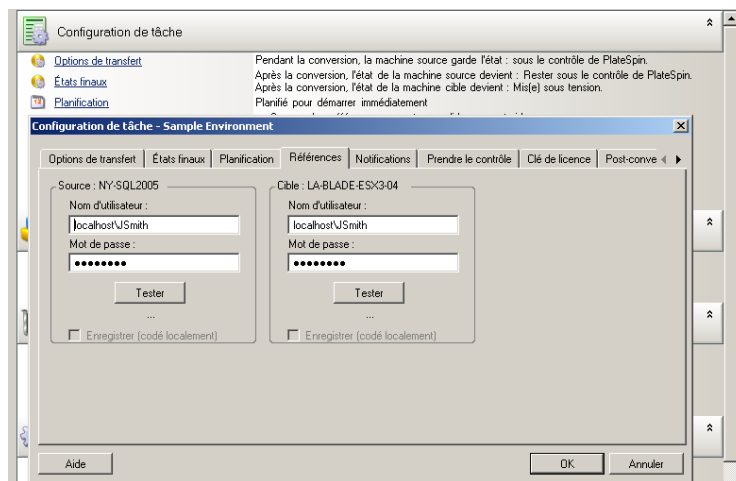 Configuration de tâche
Options de transfert
Pendant la conversion, la machine source garde l'état : sous le contrôle de PlateSpin.
États finaux
Après la conversion, l'état de la machine source devient : Rester sous le contrôle de PlateSpin.
Après la conversion, l'état de la machine cible devient : Mis(e) sous tension.
Planification
Planifié pour démarrer immédiatement
Configuration de tâche - Sample Environment
Options de transfert États finaux Planification Références Notifications Prendre le contrôle Clé de licence Post-conve
Source : NY-SQL2005
Cible : LA-BLADE-ESX3-04
Nom d'utilisateur :
Nom d'utilisateur :
localhost\JSmith
localhost\JSmith
Mot de passe :
Mot de passe :
●●●●●●●●
●●●●●●●●
Tester
Tester
...
...
Enregistrer (codé localement)
Enregistrer (codé localement)
Aide
OK
Annuler